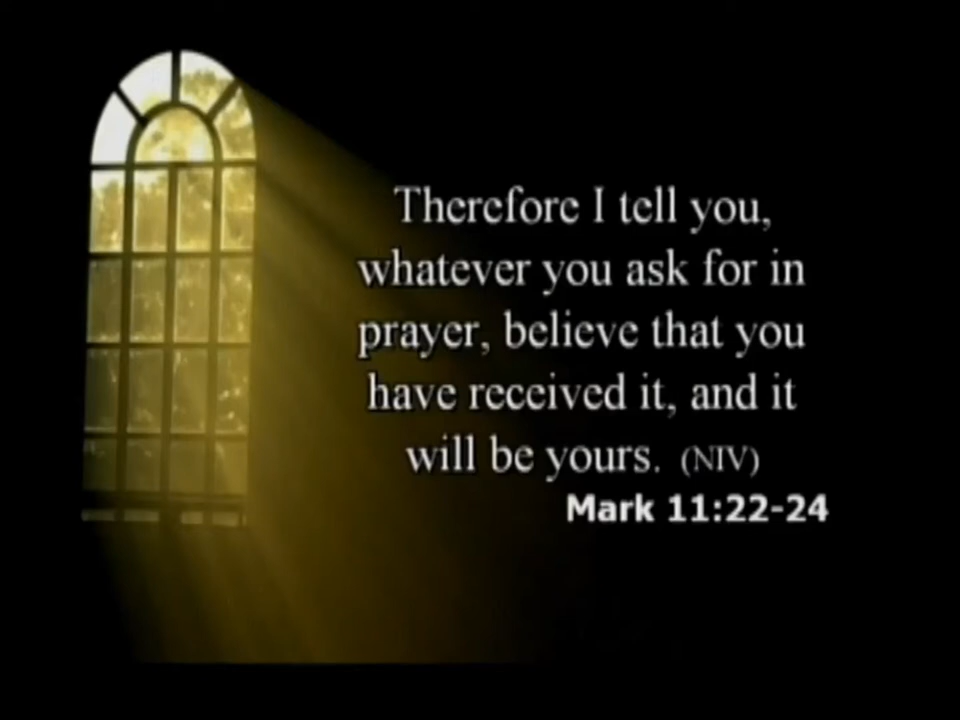 Therefore I tell you,
whatever you ask for in
prayer, believe that you
have received it, and it
will be yours. (NIV)
Mark 11:22-24